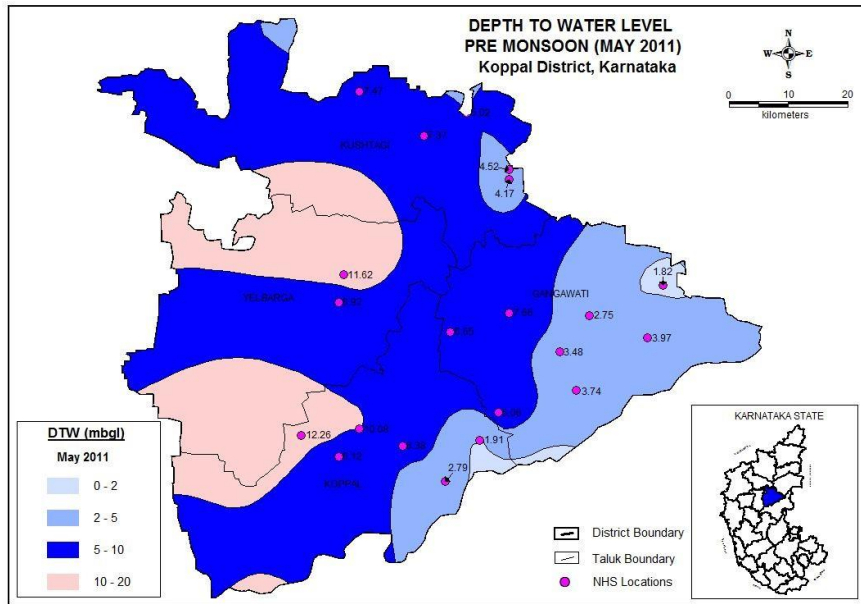 DEPTH TO WATER LEVEL
PRE MONSOON (MAY 2011)
Koppal District, Karnataka
N
W E
S
0 10 20
kilometers
KUSHTAGI
4.52
4.17
11.62
YELBARGA
GANGAWATI
1.82
2.75
3.97
3.48
3.74
12.26
1.91
2.79
KOPPAL
DTW (mbgl)
May 2011
0 - 2
2 - 5
5 - 10
10 - 20
District Boundary
Taluk Boundary
NHS Locations
KARNATAKA STATE